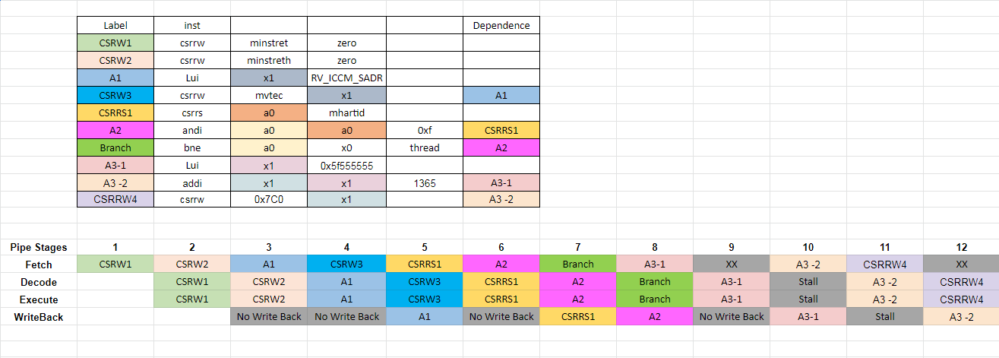 Label inst Dependence
CSRW1 csrrw minstret zero
CSRW2 csrrw minstreth zero
A1 Lui x1 RV_ICCM_SADR
CSRW3 csrrw mvtec x1 A1
CSRRS1 csrrs a0 mhartid
A2 andi a0 a0 0xf CSRRS1
Branch bne a0 x0 thread A2
A3-1 Lui x1 0x5f555555
A3 -2 addi x1 x1 1365 A3-1
CSRRW4 csrrw 0x7C0 x1 A3 -2
Pipe Stages 1 2 3 4 5 6 7 8 9 10 11 12
Fetch CSRW1 CSRW2 A1 CSRW3 CSRRS1 A2 Branch A3-1 XX A3 -2 CSRRW4 XX
Decode CSRW1 CSRW2 A1 CSRW3 CSRRS1 A2 Branch A3-1 Stall A3 -2 CSRRW4
Execute CSRW1 CSRW2 A1 CSRW3 CSRRS1 A2 Branch A3-1 Stall A3 -2 CSRRW4
WriteBack No Write Back No Write Back A1 No Write Back CSRRS1 A2 No Write Back A3-1 Stall A3 -2